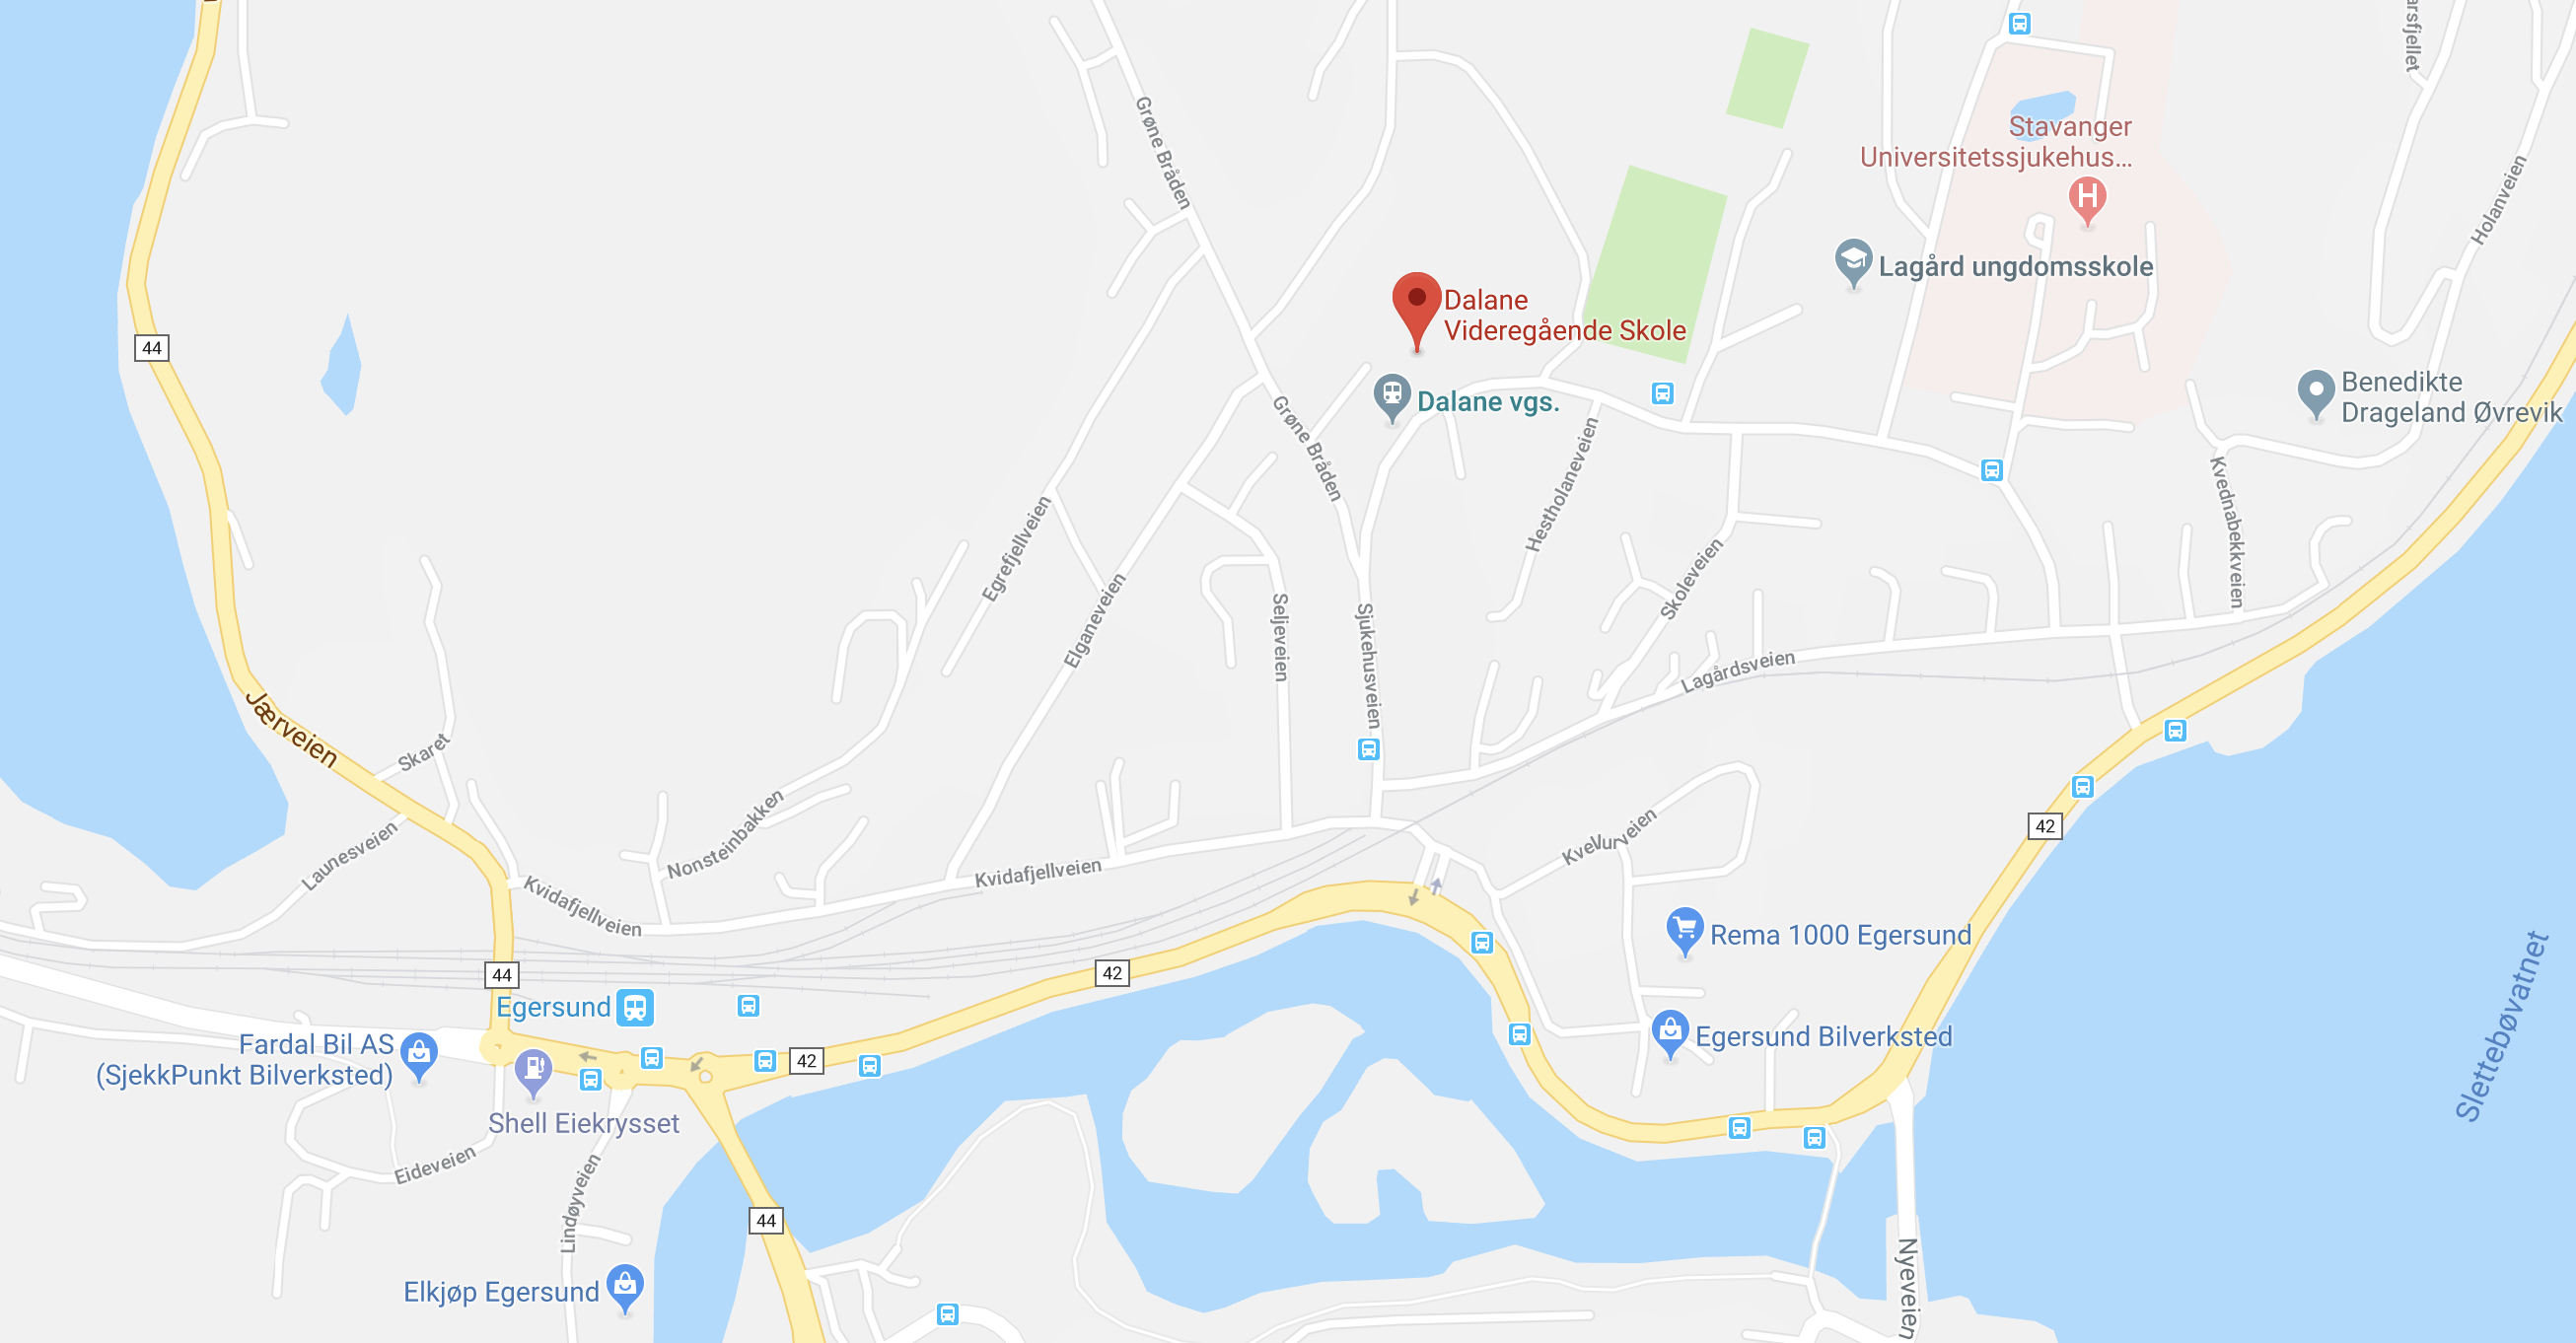 arsfjellet
Grøne Bråden
Stavanger
Universitetssjukehus...
H
Holanveien
Lagård ungdomsskole
Dalane
Videregående Skole
44
Dalane vgs.
Benedikte
Drageland Øvrevik
Grøne Bråden
Hestholaneveien
Kvednabekkveien
Egrefjellveien
Skoleveien
Elganeveien
Seljeveien
Sjukehusveien
Lagårdsveien
Jærveien
Skaret
Nonsteinbakken
Launesveien
Kvidafjellveien
Kvidafjellveien
42
Rema 1000 Egersund
44
42
Egersund
Slettebøvatnet
Fardal Bil AS
(SjekkPunkt Bilverksted)
42
Egersund Bilverksted
Shell Eiekrysset
Eideveien
Lindøyveien
44
Elkjøp Egersund
Nyeveien